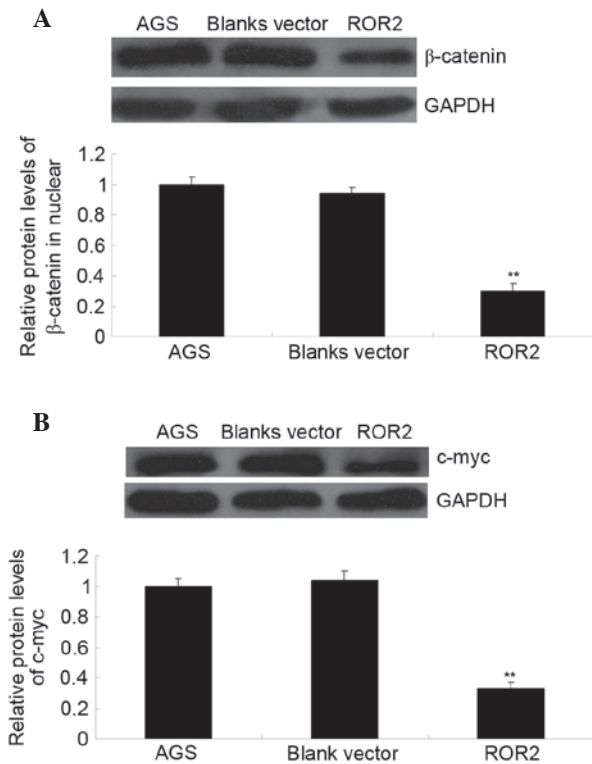 A
AGS Blanks vector ROR2
β-catenin
GAPDH
Relative protein levels of
β-catenin in nuclear
1.2
1
0.8
0.6
0.4
0.2
0
**
AGS Blanks vector ROR2
B
AGS Blanks vector ROR2
c-myc
GAPDH
Relative protein levels
of c-myc
1.2
1
0.8
0.6
0.4
0.2
0
**
AGS Blank vector ROR2